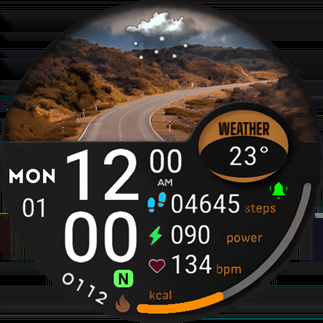 WEATHER
23°
MON
01
12
00
00
AM
04645 steps
090 power
134 bpm
0112
N
kcal